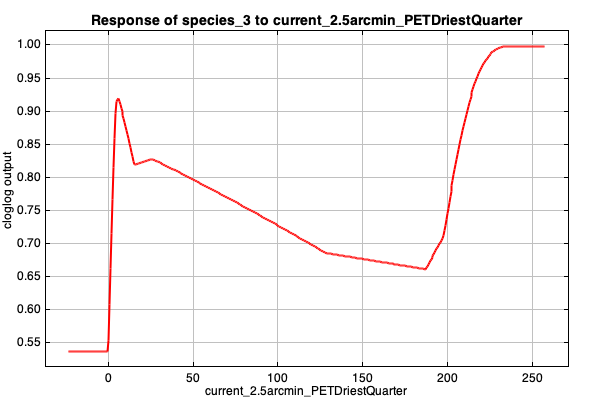 Response of species_3 to current_2.5arcmin_PETDriestQuarter
1.00
0.95
0.90
0.85
0.80
0.75
0.70
0.65
0.60
0.55
cloglog output
0 50 100 150 200 250
current_2.5arcmin_PETDriestQuarter